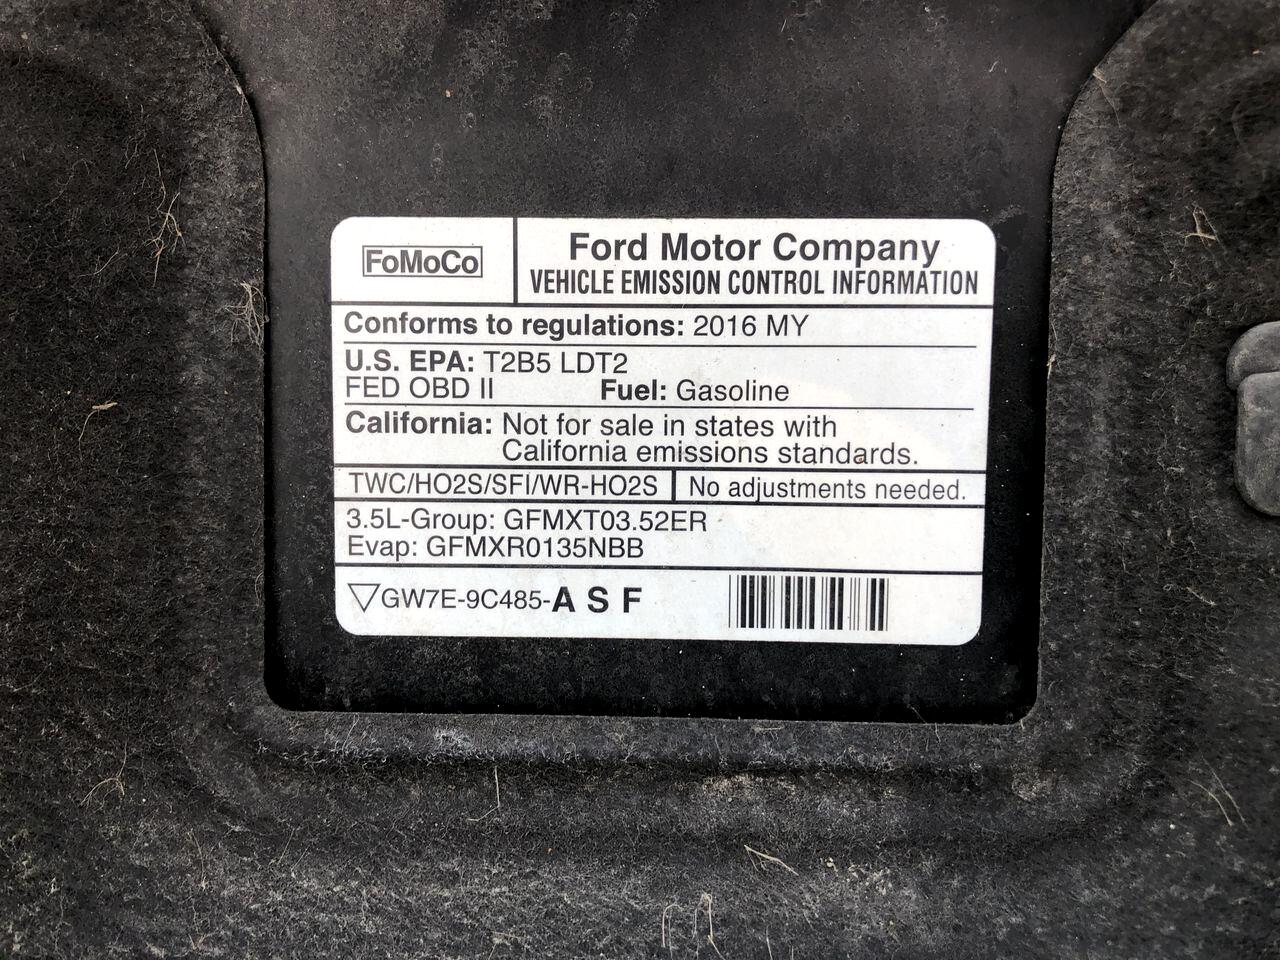 FoMoCo
Ford Motor Company
VEHICLE EMISSION CONTROL INFORMATION
Conforms to regulations: 2016 MY
U.S. EPA: T2B5 LDT2
FED OBD II Fuel: Gasoline
California: Not for sale in states with
California emissions standards.
TWC/HO2S/SFI/WR-HO2S No adjustments needed.
3.5L-Group: GFMXT03.52ER
Evap: GFMXR0135NBB
GW7E-9C485-A S F